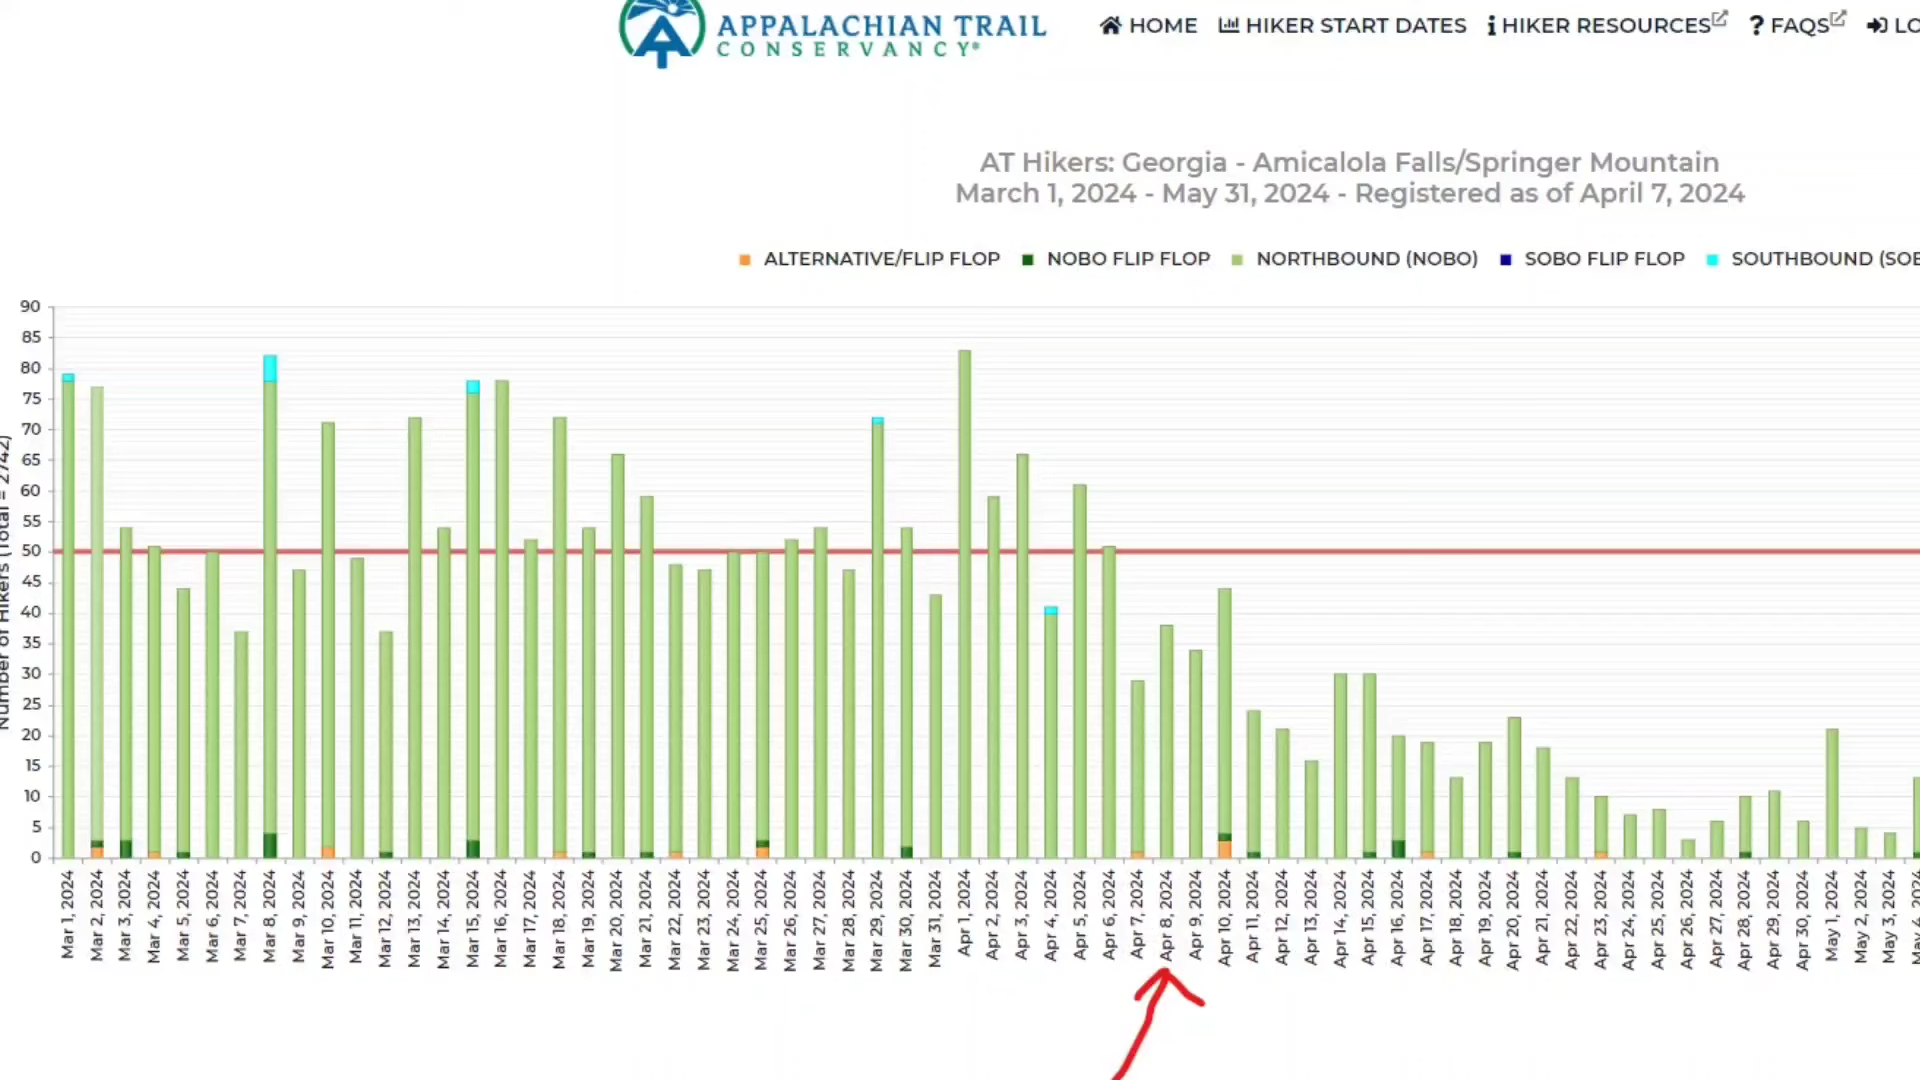 APPALACHIAN TRAIL
CONSERVANCY®
HOME HIKER START DATES HIKER RESOURCES FAQS LO
AT Hikers: Georgia - Amicalola Falls/Springer Mountain
March 1, 2024 - May 31, 2024 - Registered as of April 7, 2024
ALTERNATIVE/FLIP FLOP NOBO FLIP FLOP NORTHBOUND (NOBO) SOBO FLIP FLOP SOUTHBOUND (SOB
Number of Hikers (Total = 2742)
90
85
80
75
70
65
60
55
50
45
40
35
30
25
20
15
10
5
0
Mar 1, 2024
Mar 2, 2024
Mar 3, 2024
Mar 4, 2024
Mar 5, 2024
Mar 6, 2024
Mar 7, 2024
Mar 8, 2024
Mar 9, 2024
Mar 10, 2024
Mar 11, 2024
Mar 12, 2024
Mar 13, 2024
Mar 14, 2024
Mar 15, 2024
Mar 16, 2024
Mar 17, 2024
Mar 18, 2024
Mar 19, 2024
Mar 20, 2024
Mar 21, 2024
Mar 22, 2024
Mar 23, 2024
Mar 24, 2024
Mar 25, 2024
Mar 26, 2024
Mar 27, 2024
Mar 28, 2024
Mar 29, 2024
Mar 30, 2024
Mar 31, 2024
Apr 1, 2024
Apr 2, 2024
Apr 3, 2024
Apr 4, 2024
Apr 5, 2024
Apr 6, 2024
Apr 7, 2024
Apr 8, 2024
Apr 9, 2024
Apr 10, 2024
Apr 11, 2024
Apr 12, 2024
Apr 13, 2024
Apr 14, 2024
Apr 15, 2024
Apr 16, 2024
Apr 17, 2024
Apr 18, 2024
Apr 19, 2024
Apr 20, 2024
Apr 21, 2024
Apr 22, 2024
Apr 23, 2024
Apr 24, 2024
Apr 25, 2024
Apr 26, 2024
Apr 27, 2024
Apr 28, 2024
Apr 29, 2024
Apr 30, 2024
May 1, 2024
May 2, 2024
May 3, 2024
May 4, 2024